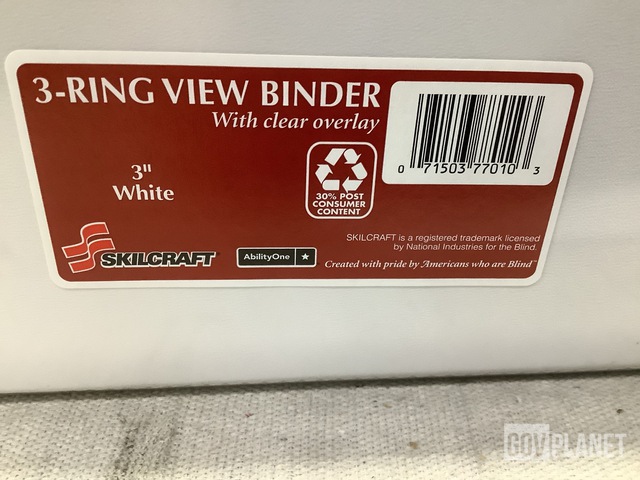 3-RING VIEW BINDER
With clear overlay
3"
White
30% POST
CONSUMER
CONTENT
0 71503 77010 3
SKILCRAFT is a registered trademark licensed
by National Industries for the Blind.
SKILCRAFT
AbilityOne
Created with pride by Americans who are Blind™
GOVPLANET